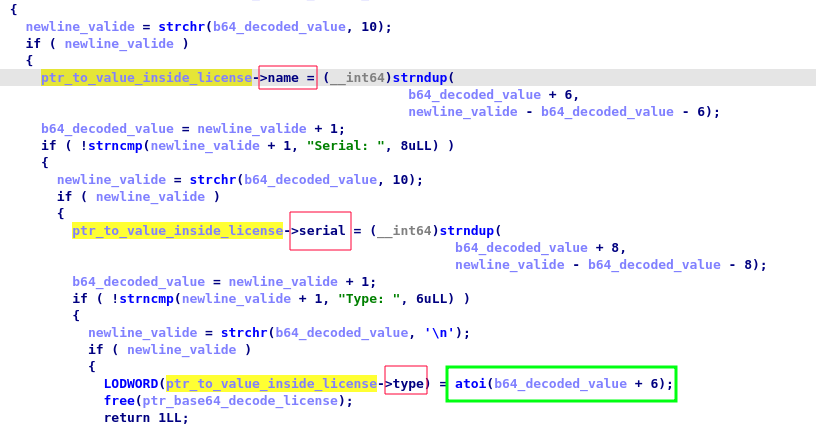 {
newline_valide = strchr(b64_decoded_value, 10);
if ( newline_valide )
{
ptr_to_value_inside_license->name = (__int64)strndup(
b64_decoded_value + 6,
newline_valide - b64_decoded_value - 6);
b64_decoded_value = newline_valide + 1;
if ( !strncmp(newline_valide + 1, "Serial: ", 8uLL) )
{
newline_valide = strchr(b64_decoded_value, 10);
if ( newline_valide )
{
ptr_to_value_inside_license->serial = (__int64)strndup(
b64_decoded_value + 8,
newline_valide - b64_decoded_value - 8);
b64_decoded_value = newline_valide + 1;
if ( !strncmp(newline_valide + 1, "Type: ", 6uLL) )
{
newline_valide = strchr(b64_decoded_value, '\n');
if ( newline_valide )
{
LODWORD(ptr_to_value_inside_license->type) = atoi(b64_decoded_value + 6);
free(ptr_base64_decode_license);
return 1LL;